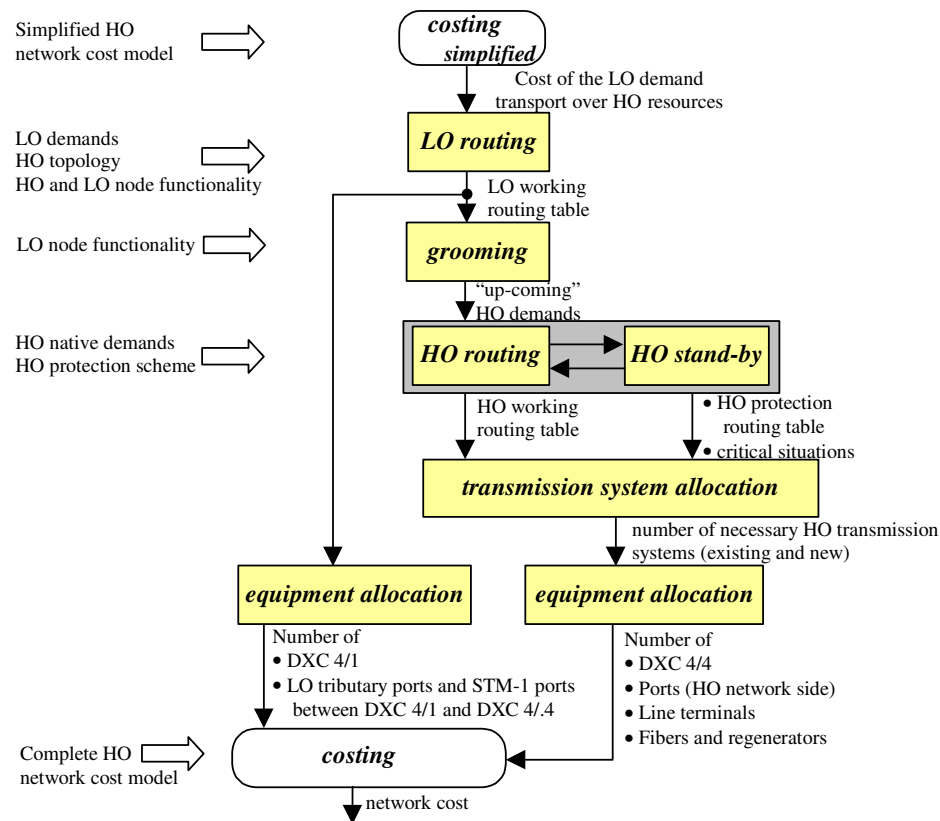 Simplified HO
network cost model
costing
simplified
Cost of the LO demand
transport over HO resources
LO demands
HO topology
HO and LO node functionality
LO routing
LO working
routing table
LO node functionality
grooming
“up-coming”
HO demands
HO native demands
HO protection scheme
HO routing
HO stand-by
HO working
routing table
• HO protection
routing table
• critical situations
transmission system allocation
number of necessary HO transmission
systems (existing and new)
equipment allocation
equipment allocation
Number of
• DXC 4/1
• LO tributary ports and STM-1 ports
between DXC 4/1 and DXC 4/.4
Number of
• DXC 4/4
• Ports (HO network side)
• Line terminals
• Fibers and regenerators
Complete HO
network cost model
costing
network cost